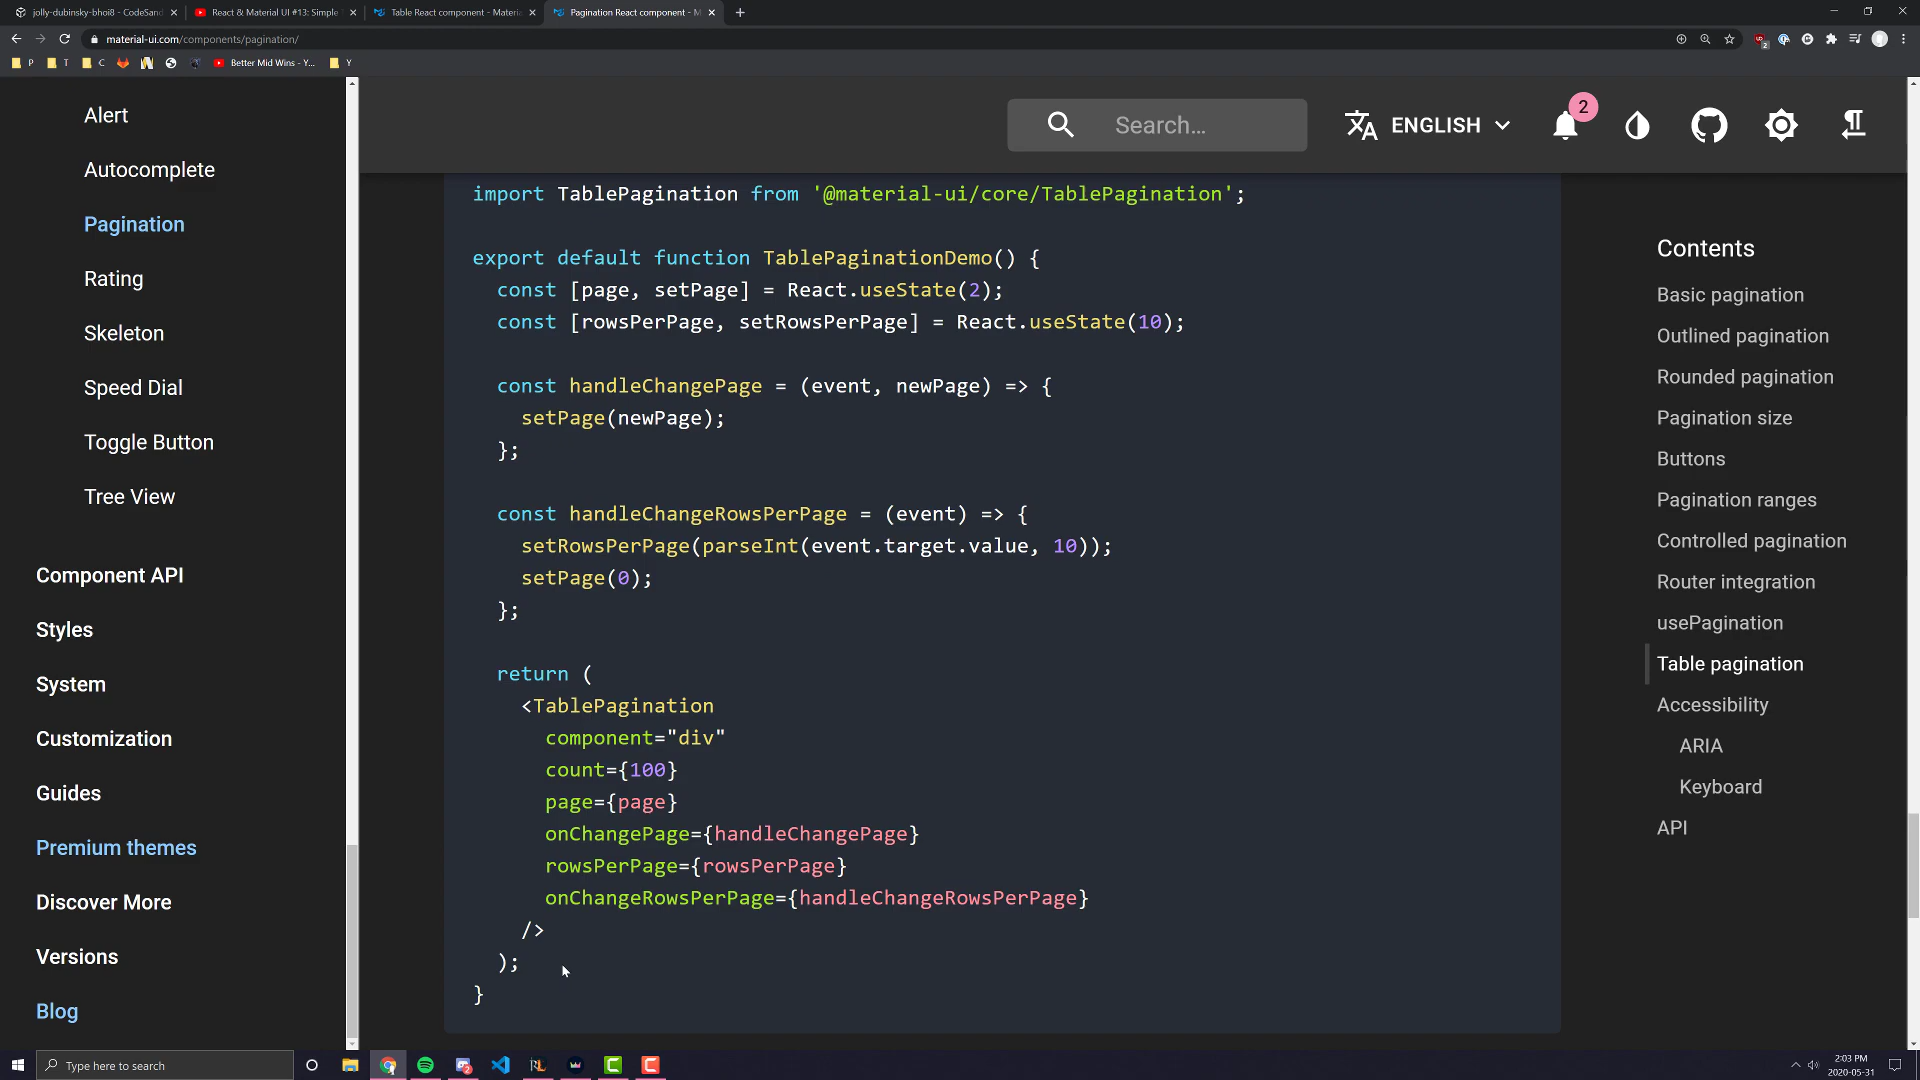 jolly-dubinsky-bhoi8 - CodeSand
React & Material UI #13: Simple
Table React component - Materia
Pagination React component - M
material-ui.com/components/pagination/
P
T
C
Better Mid Wins - Y...
Y
Alert
Autocomplete
Pagination
Rating
Skeleton
Speed Dial
Toggle Button
Tree View
Component API
Styles
System
Customization
Guides
Premium themes
Discover More
Versions
Blog
Search…
ENGLISH
2
import TablePagination from '@material-ui/core/TablePagination';
export default function TablePaginationDemo() {
const [page, setPage] = React.useState(2);
const [rowsPerPage, setRowsPerPage] = React.useState(10);
const handleChangePage = (event, newPage) => {
setPage(newPage);
};
const handleChangeRowsPerPage = (event) => {
setRowsPerPage(parseInt(event.target.value, 10));
setPage(0);
};
return (
<TablePagination
component="div"
count={100}
page={page}
onChangePage={handleChangePage}
rowsPerPage={rowsPerPage}
onChangeRowsPerPage={handleChangeRowsPerPage}
/>
);
}
Contents
Basic pagination
Outlined pagination
Rounded pagination
Pagination size
Buttons
Pagination ranges
Controlled pagination
Router integration
usePagination
Table pagination
Accessibility
ARIA
Keyboard
API
Type here to search
2:03 PM
2020-05-31